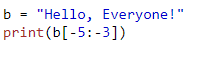 b = "Hello, Everyone!"
print(b[-5:-3])